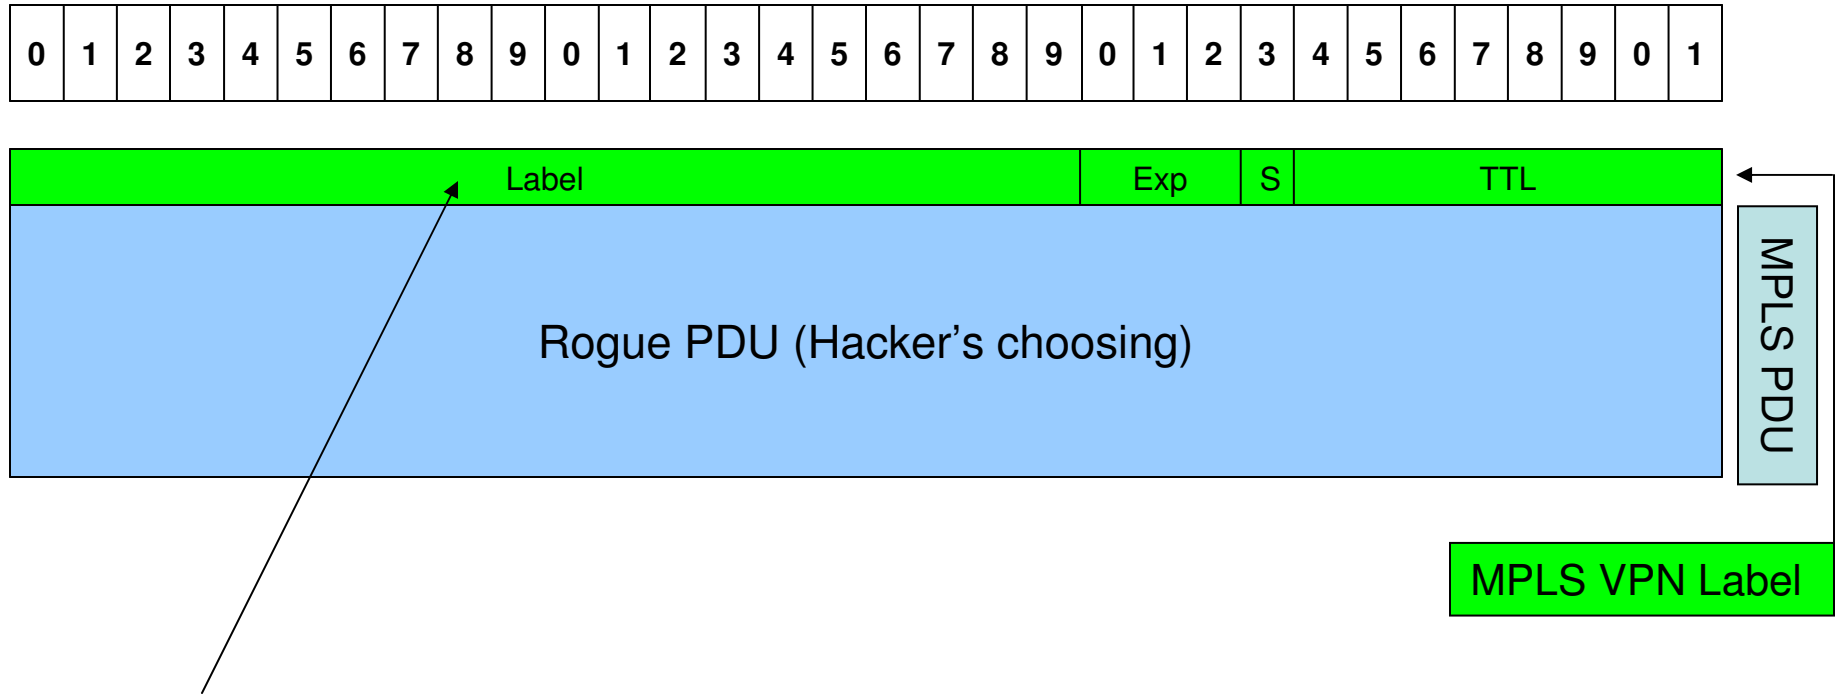 0 1 2 3 4 5 6 7 8 9 0 1 2 3 4 5 6 7 8 9 0 1 2 3 4 5 6 7 8 9 0 1
Label Exp S TTL
Rogue PDU (Hacker’s choosing)
MPLS PDU
MPLS VPN Label